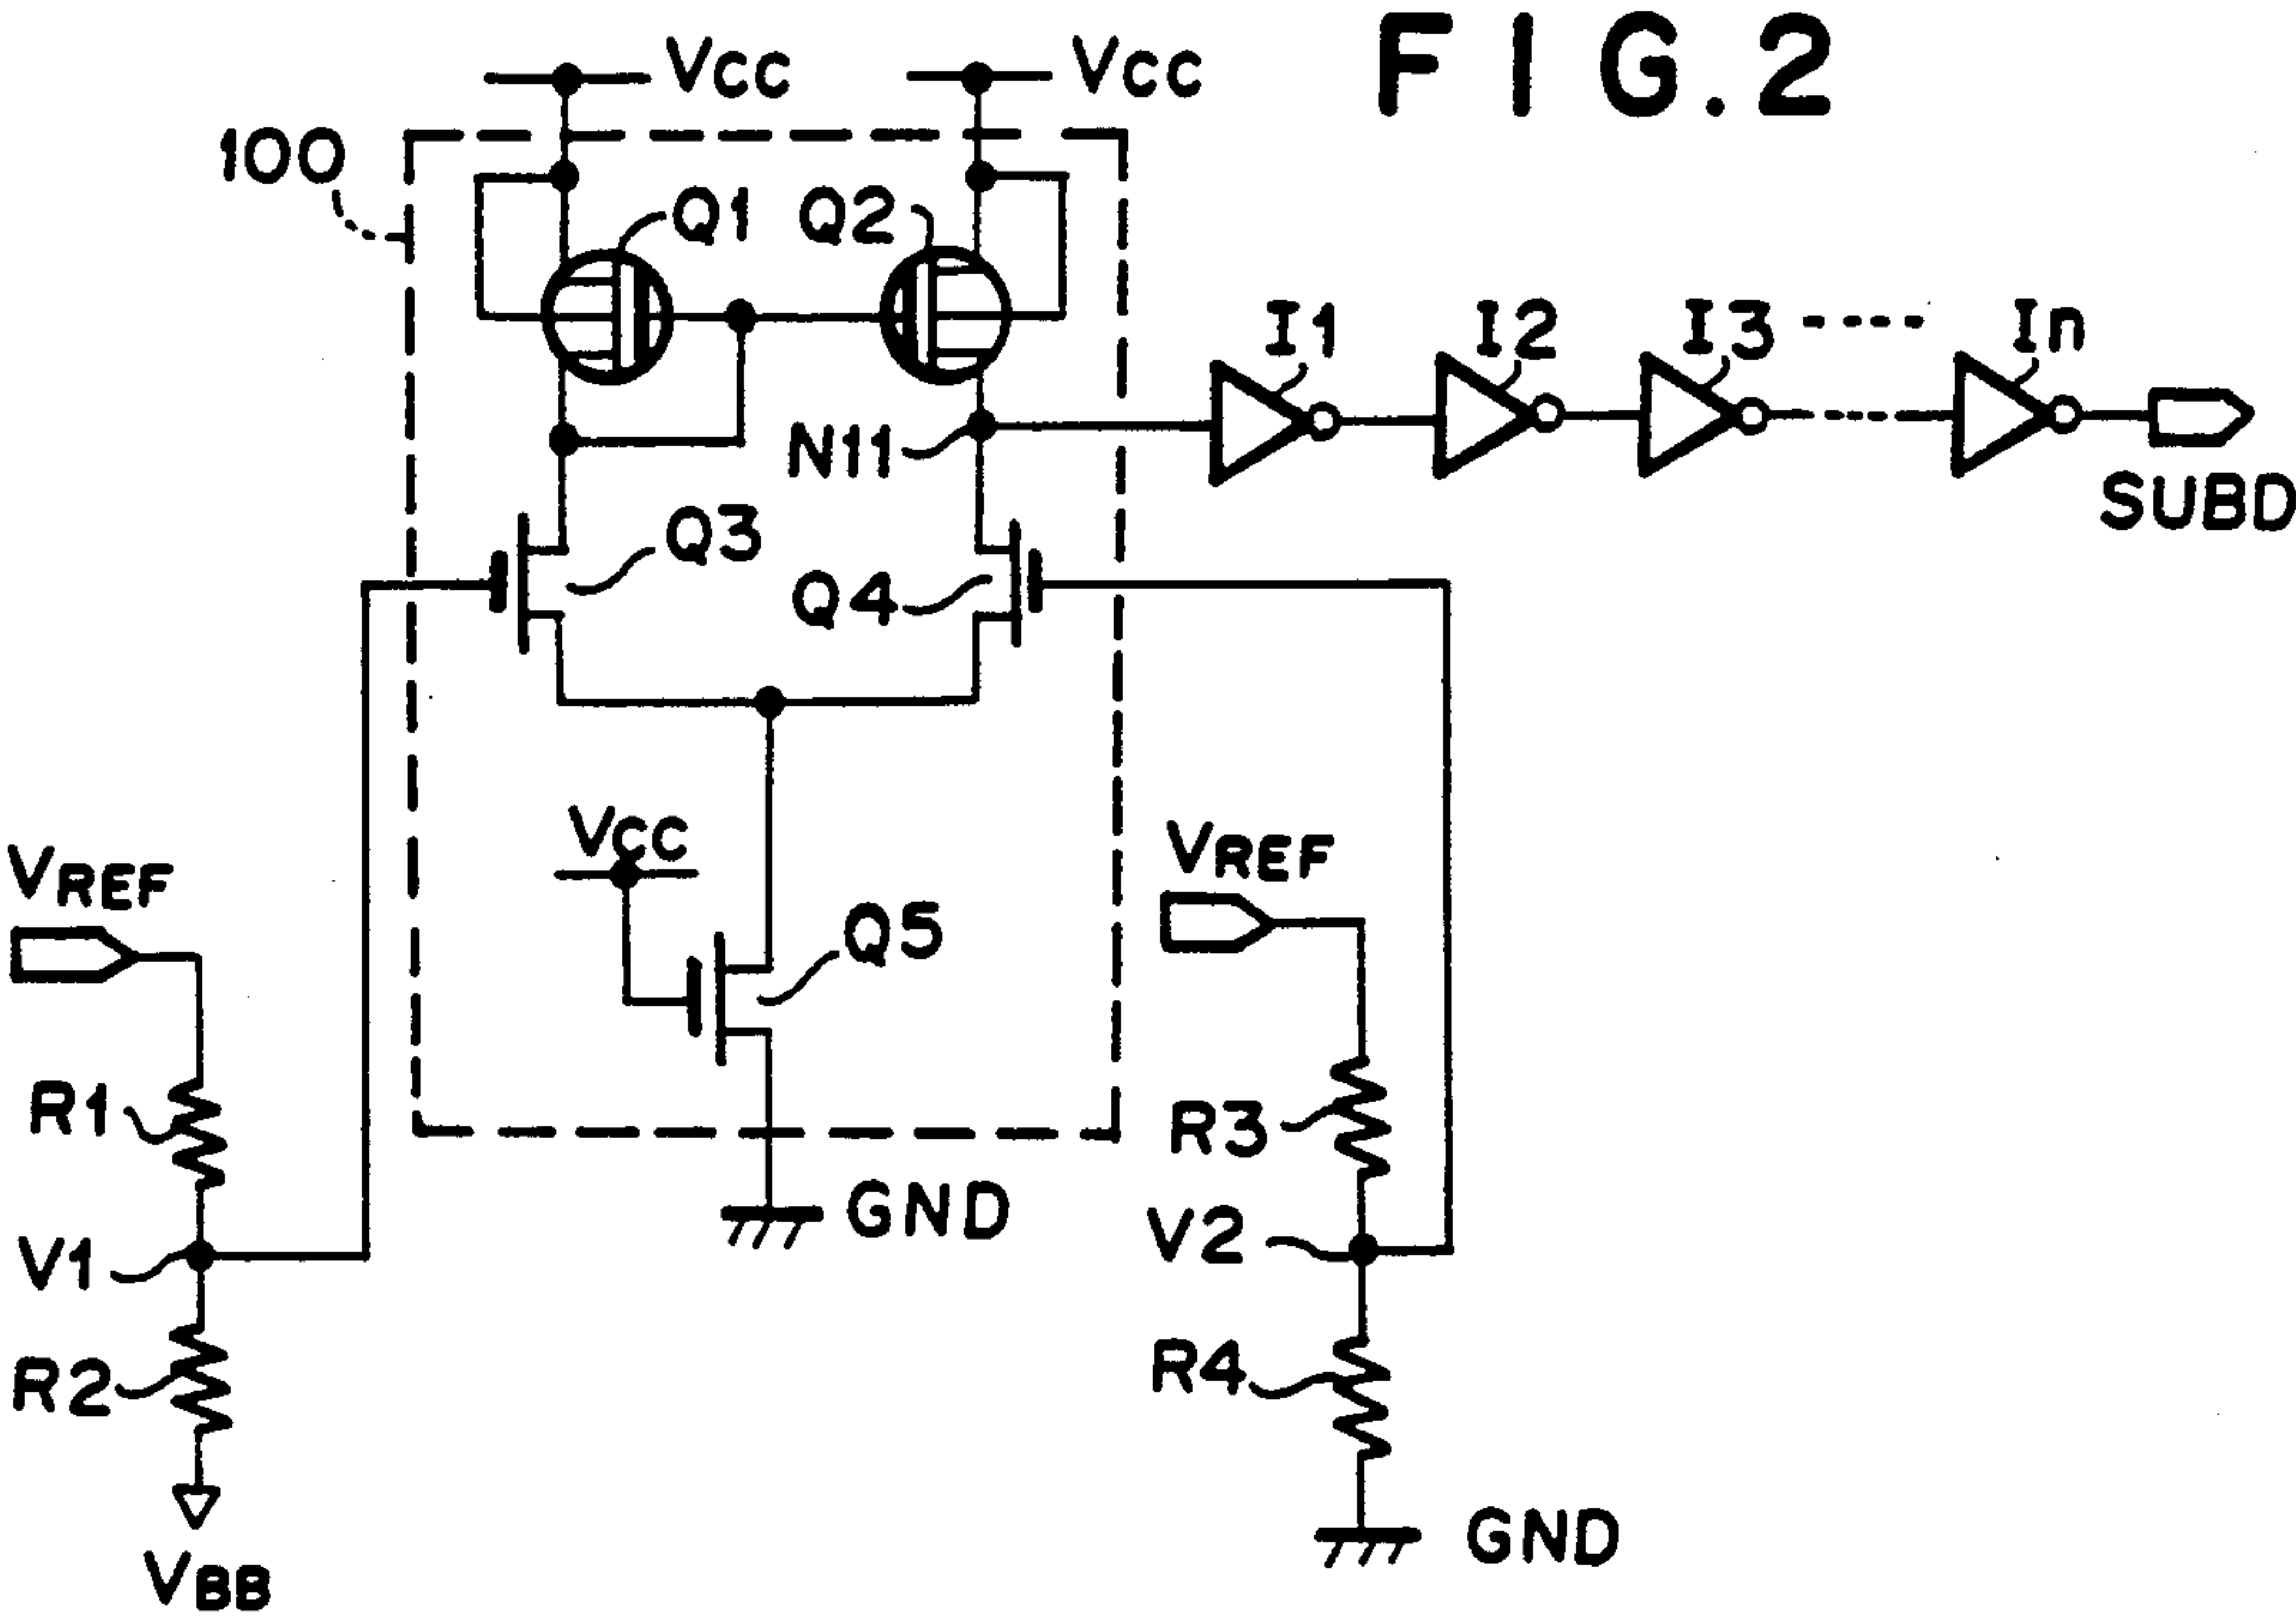 FIG.2
VCC
VCC
100
Q1
Q2
I1
I2
I3
In
N11
SUBD
Q3
Q4
VCC
VREF
VREF
Q5
R1
R3
GND
V1
V2
R2
R4
GND
VBB